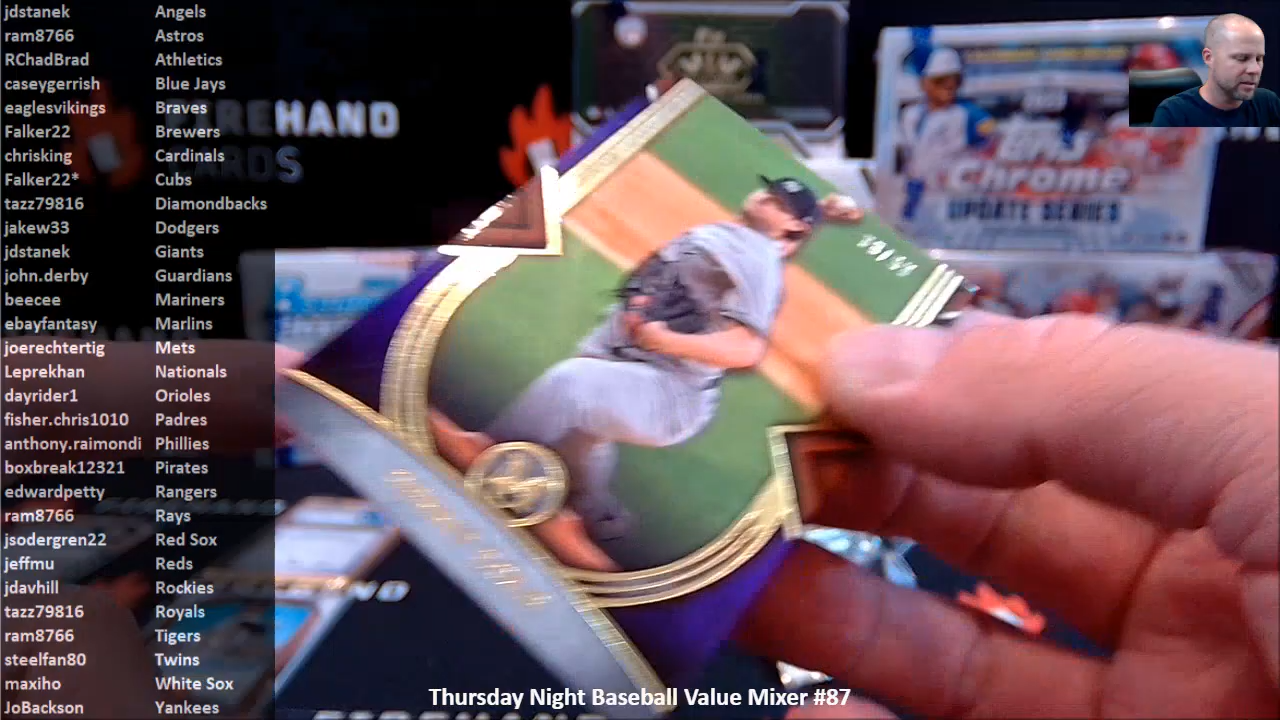 jdstanek Angels
ram8766 Astros
RChadBrad Athletics
caseygerrish Blue Jays
eaglesvikings Braves
Falker22 Brewers
chrisking Cardinals
Falker22* Cubs
tazz79816 Diamondbacks
jakew33 Dodgers
jdstanek Giants
john.derby Guardians
beecee Mariners
ebayfantasy Marlins
joerechtertig Mets
Leprekhan Nationals
dayrider1 Orioles
fisher.chris1010 Padres
anthony.raimondi Phillies
boxbreak12321 Pirates
edwardpetty Rangers
ram8766 Rays
jsodergren22 Red Sox
jeffmu Reds
jdavhill Rockies
tazz79816 Royals
ram8766 Tigers
steelfan80 Twins
maxiho White Sox
JoBackson Yankees
HAND
CARDS
Topps
Chrome
UPDATE SERIES
Thursday Night Baseball Value Mixer #87